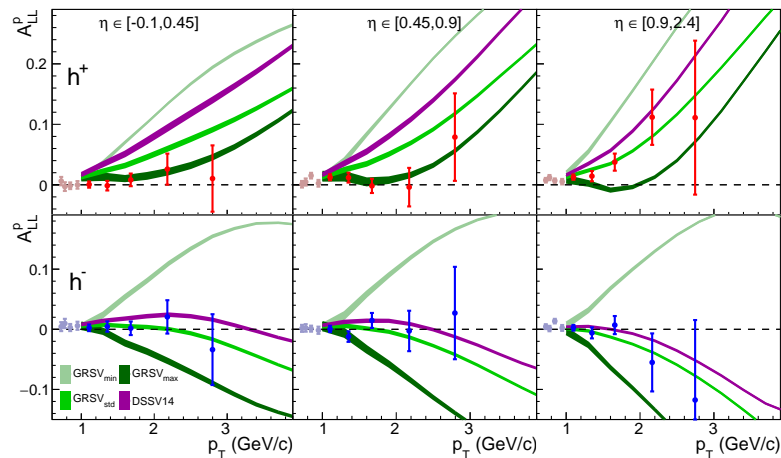 η ∈ [-0.1,0.45] η ∈ [0.45,0.9] η ∈ [0.9,2.4]
A^p_LL
h⁺
0.2
0.1
0
A^p_LL
h⁻
0.1
0
−0.1
GRSV_min GRSV_max
GRSV_std DSSV14
1 2 3 1 2 3 1 2 3
p_T (GeV/c) p_T (GeV/c) p_T (GeV/c)